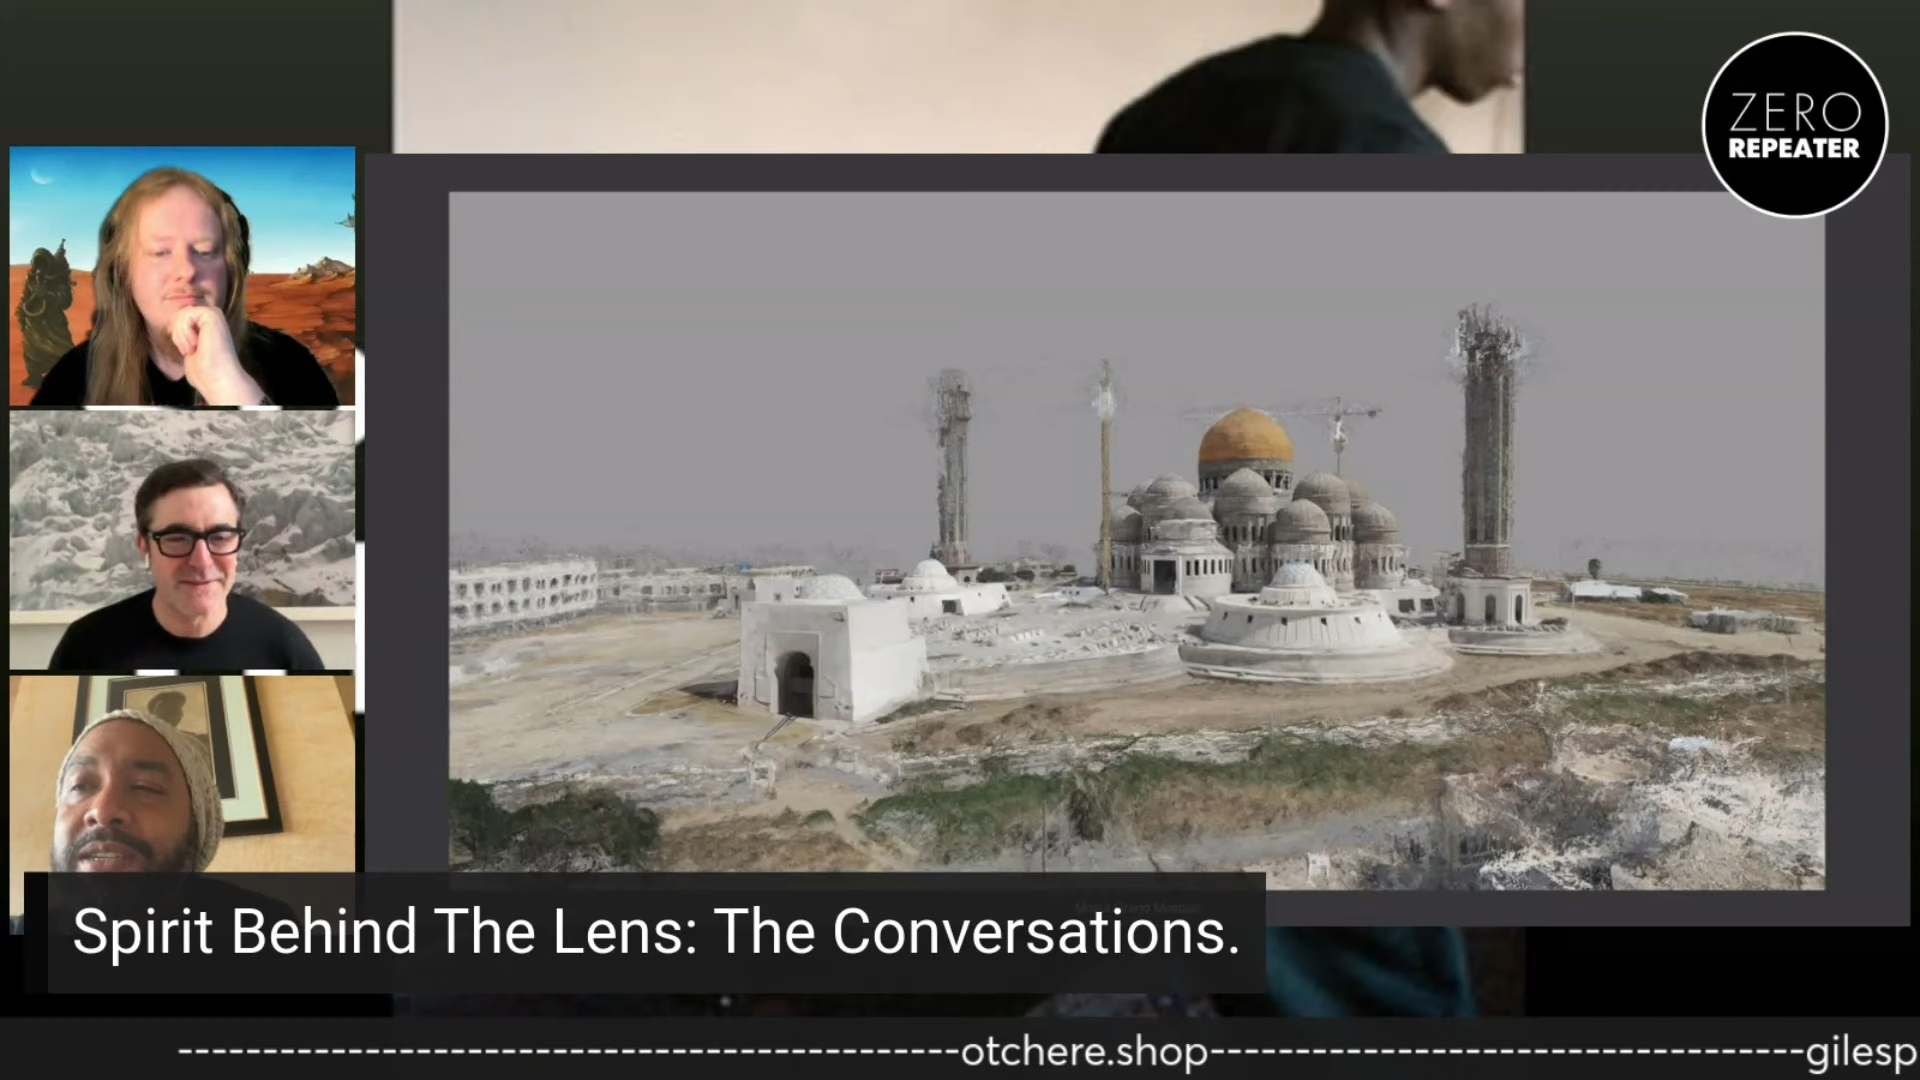 ZERO
REPEATER
Spirit Behind The Lens: The Conversations.
---------------------------------------------otchere.shop----------------------------------gilesp